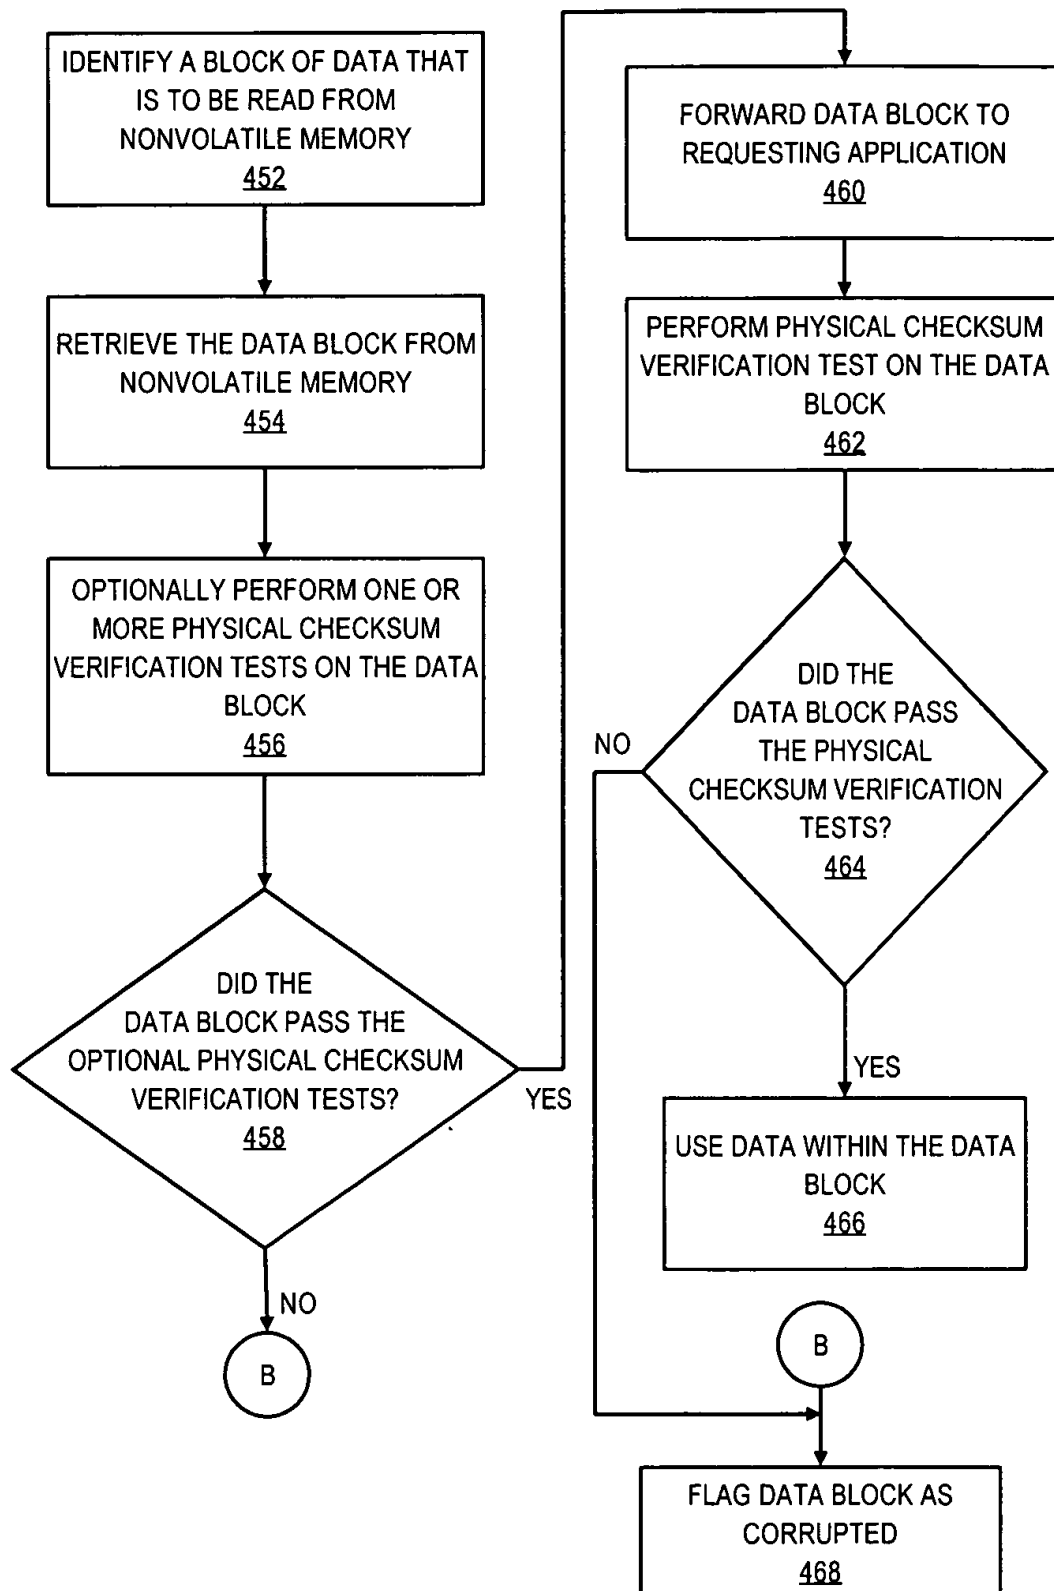 IDENTIFY A BLOCK OF DATA THAT
IS TO BE READ FROM
NONVOLATILE MEMORY
452
RETRIEVE THE DATA BLOCK FROM
NONVOLATILE MEMORY
454
OPTIONALLY PERFORM ONE OR
MORE PHYSICAL CHECKSUM
VERIFICATION TESTS ON THE DATA
BLOCK
456
DID THE
DATA BLOCK PASS THE
OPTIONAL PHYSICAL CHECKSUM
VERIFICATION TESTS?
458
YES
NO
B
FORWARD DATA BLOCK TO
REQUESTING APPLICATION
460
PERFORM PHYSICAL CHECKSUM
VERIFICATION TEST ON THE DATA
BLOCK
462
DID THE
DATA BLOCK PASS
THE PHYSICAL
CHECKSUM VERIFICATION
TESTS?
464
NO
YES
USE DATA WITHIN THE DATA
BLOCK
466
B
FLAG DATA BLOCK AS
CORRUPTED
468